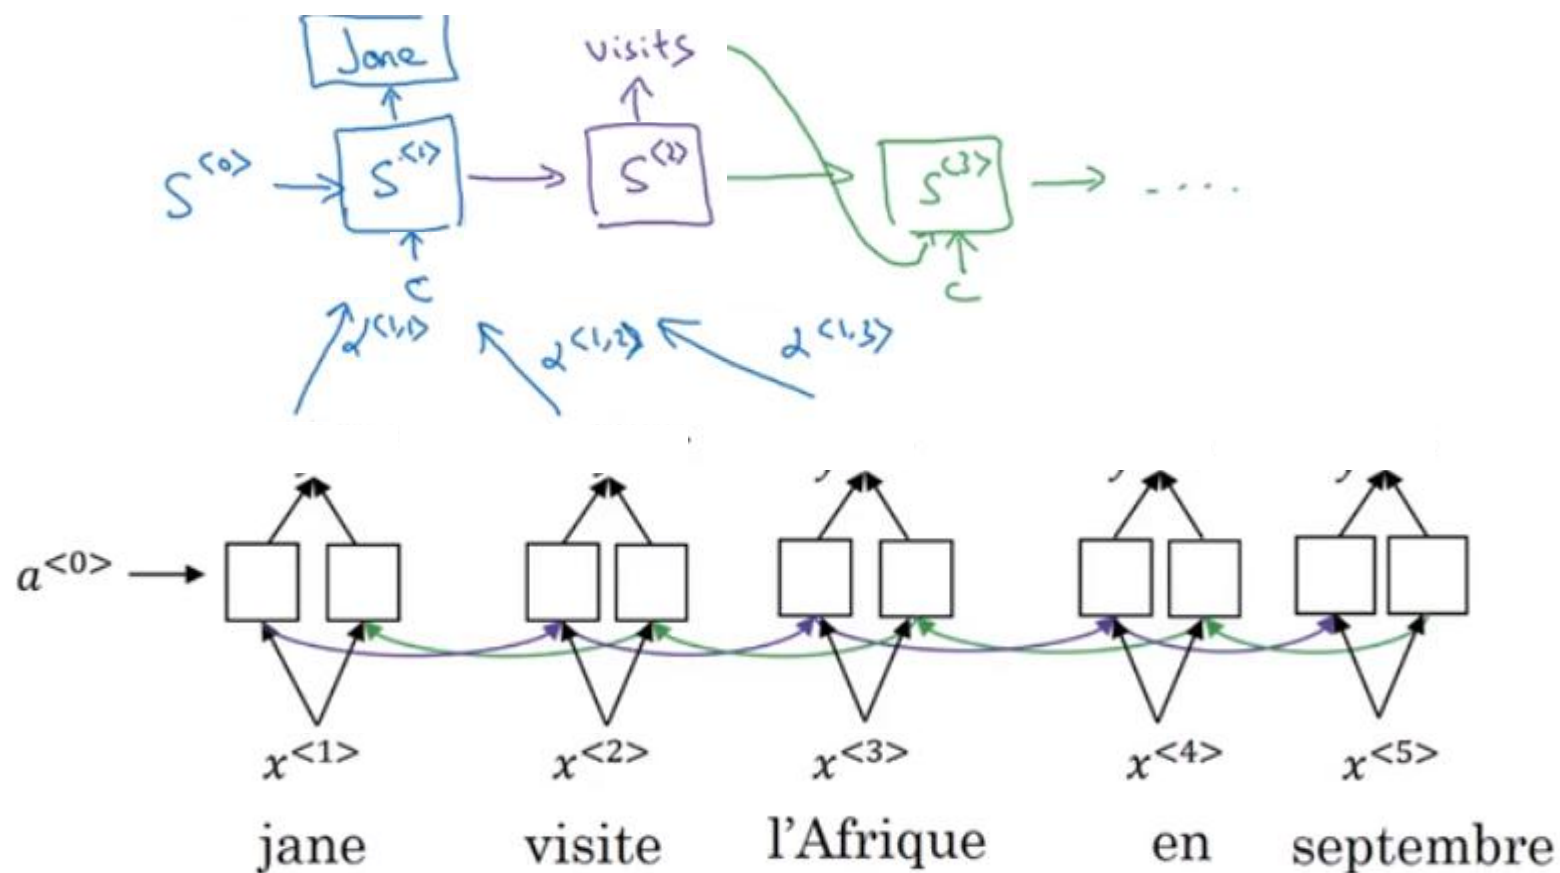 Jane
visits
S<0> S<1> S<2> S<3> ....
C C
α<1,1> α<1,2> α<1,3>
a<0>
x<1> x<2> x<3> x<4> x<5>
jane visite l'Afrique en septembre